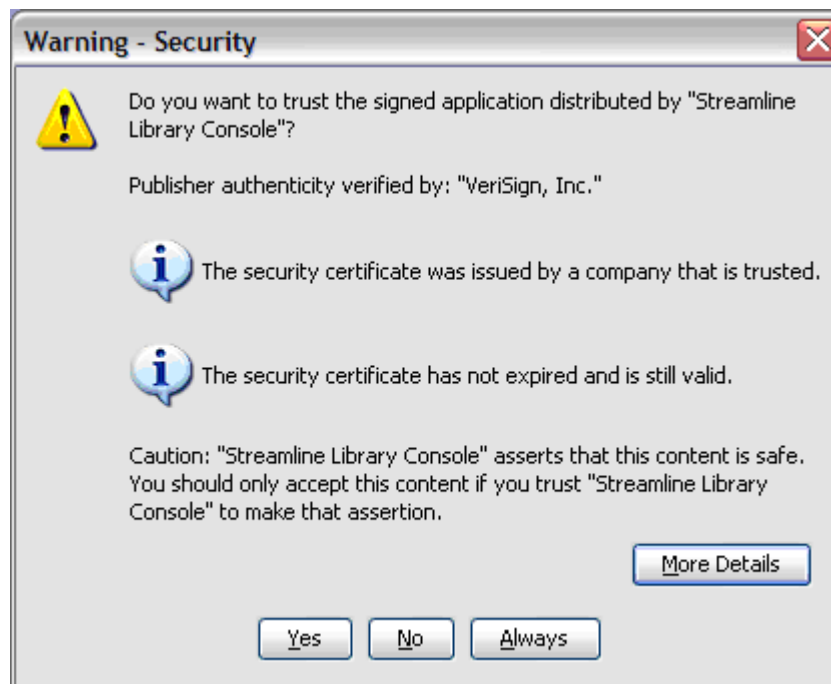 Warning - Security
Do you want to trust the signed application distributed by "Streamline
Library Console"?
Publisher authenticity verified by: "VeriSign, Inc."
The security certificate was issued by a company that is trusted.
The security certificate has not expired and is still valid.
Caution: "Streamline Library Console" asserts that this content is safe.
You should only accept this content if you trust "Streamline Library
Console" to make that assertion.
More Details
Yes No Always